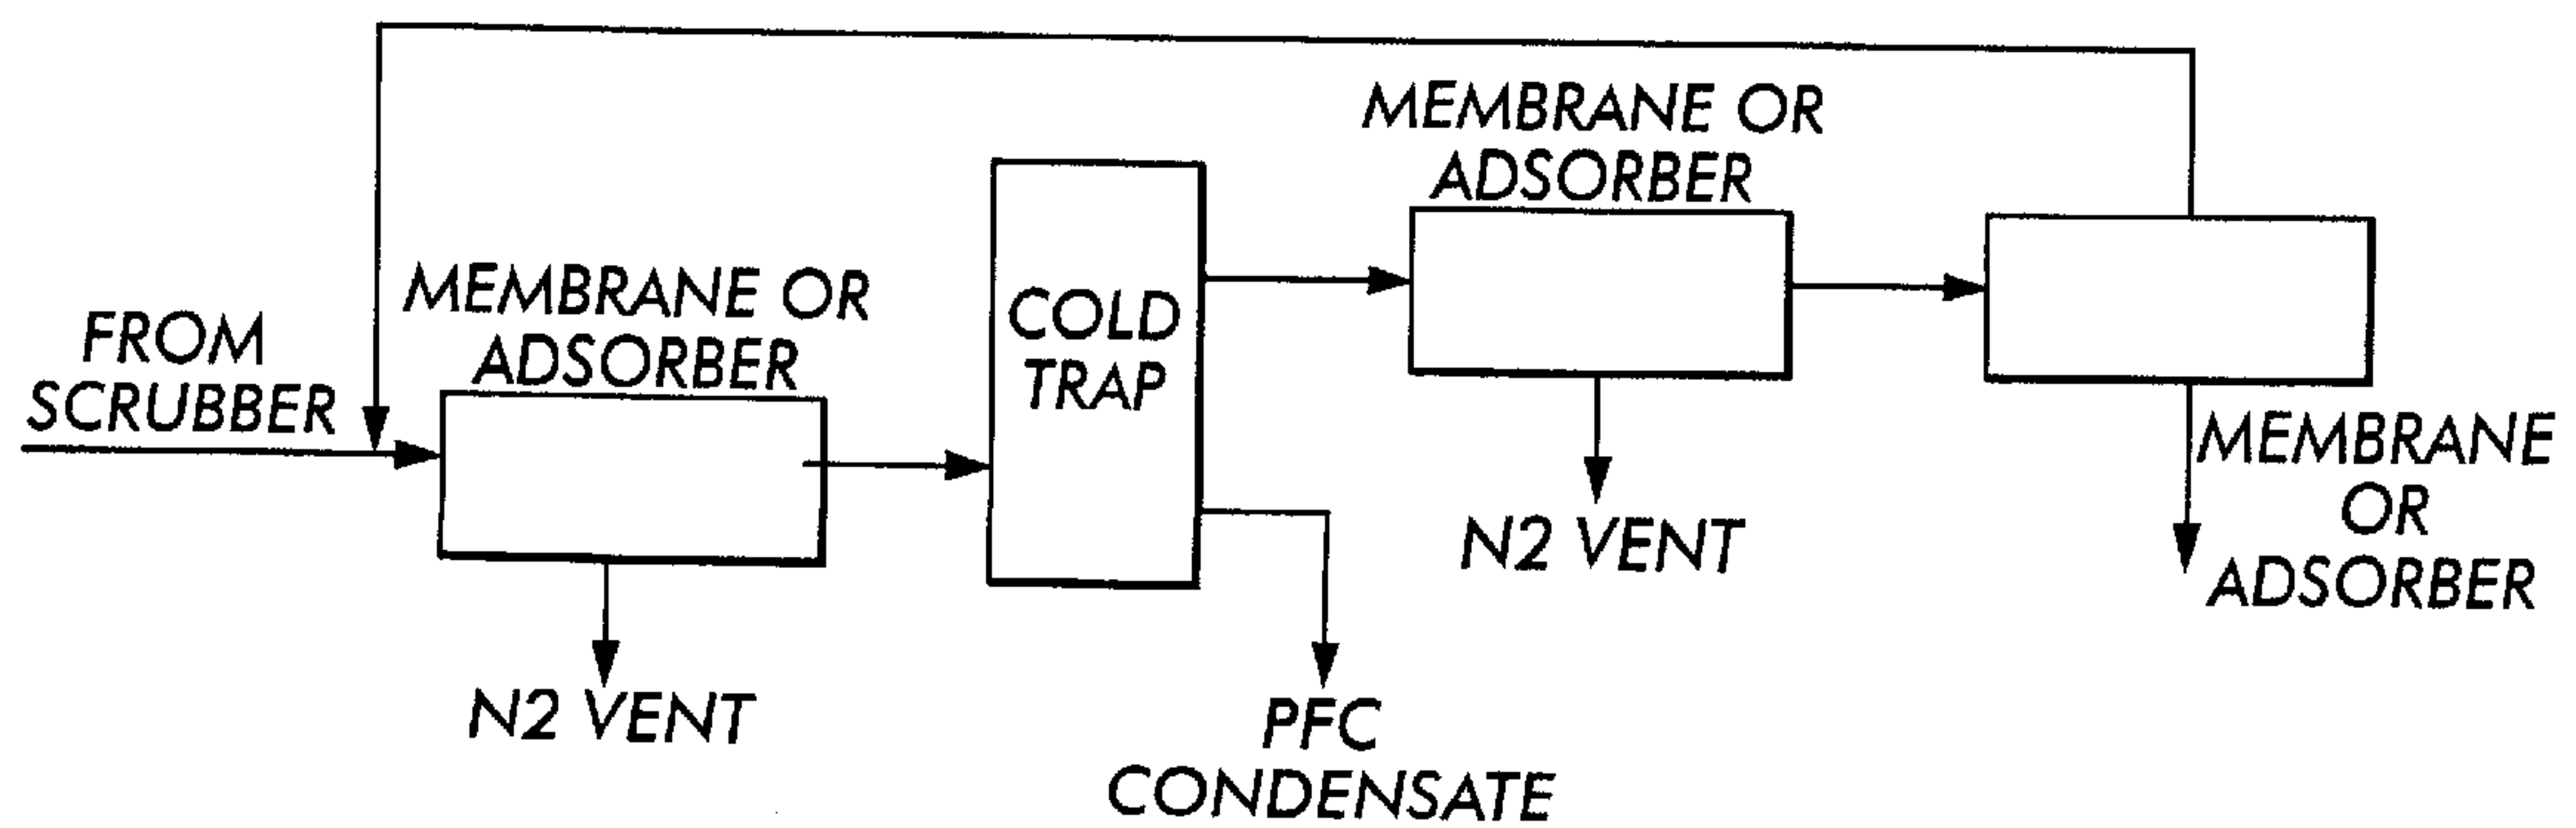 FROM
SCRUBBER
MEMBRANE OR
ADSORBER
N2 VENT
COLD
TRAP
PFC
CONDENSATE
MEMBRANE OR
ADSORBER
N2 VENT
MEMBRANE
OR
ADSORBER